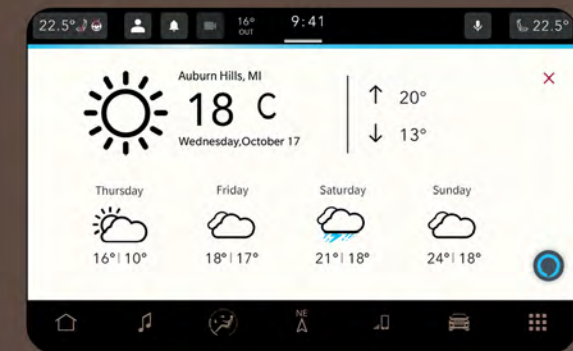 22.5° 16° OUT 9:41 22.5°
Auburn Hills, MI
18 C
Wednesday,October 17
↑ 20°
↓ 13°
Thursday Friday Saturday Sunday
16°|10° 18°|17° 21°|18° 24°|18°
NE